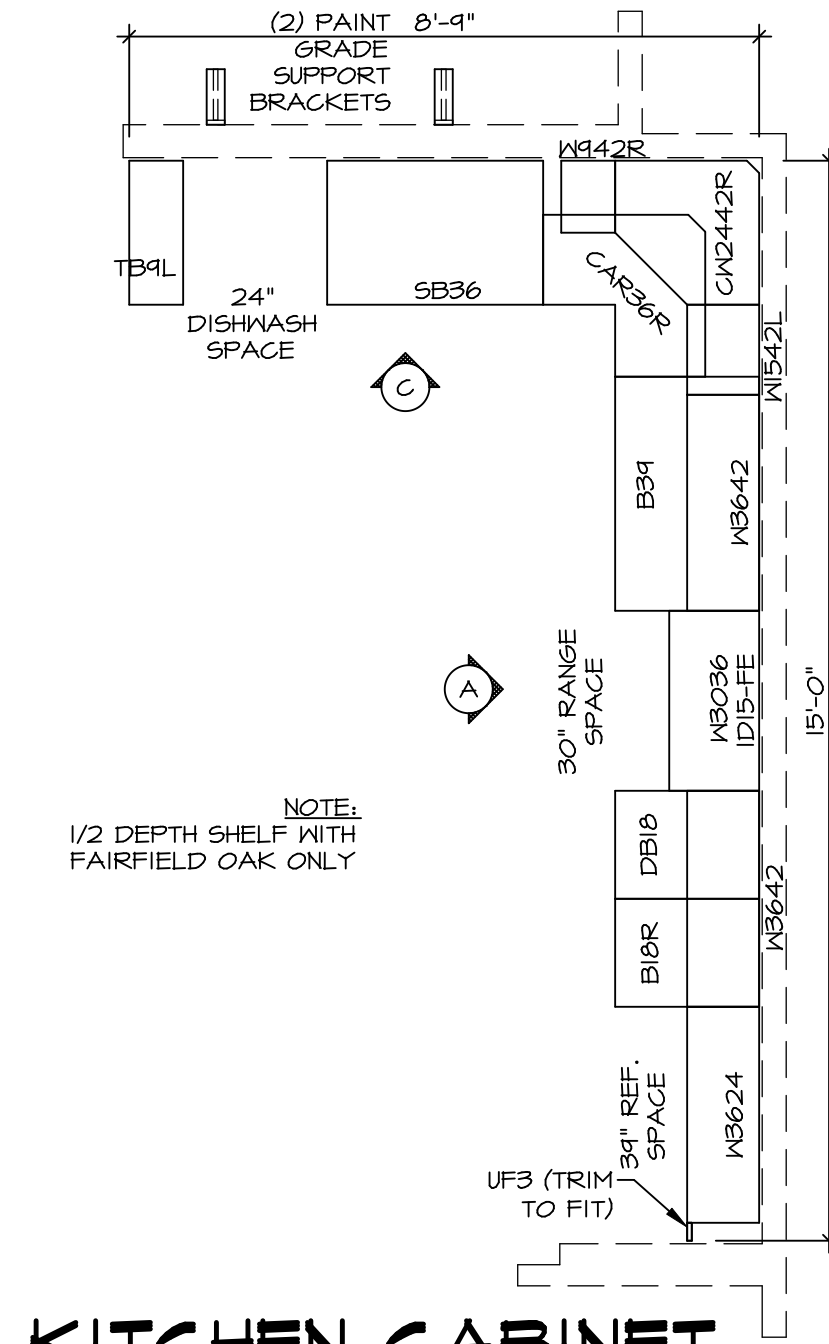 (2) PAINT 8'-9"
GRADE
SUPPORT
BRACKETS
W942R
CW2442R
TB9L
SB36
CAR36R
24"
DISHWASH
SPACE
W1542L
C
B39
W3642
A
30" RANGE
SPACE
W3036
1D15-FE
15'-0"
NOTE:
1/2 DEPTH SHELF WITH
FAIRFIELD OAK ONLY
DB18
W3642
B18R
39" REF.
SPACE
W3624
UF3 (TRIM
TO FIT)
KITCHEN CABINET